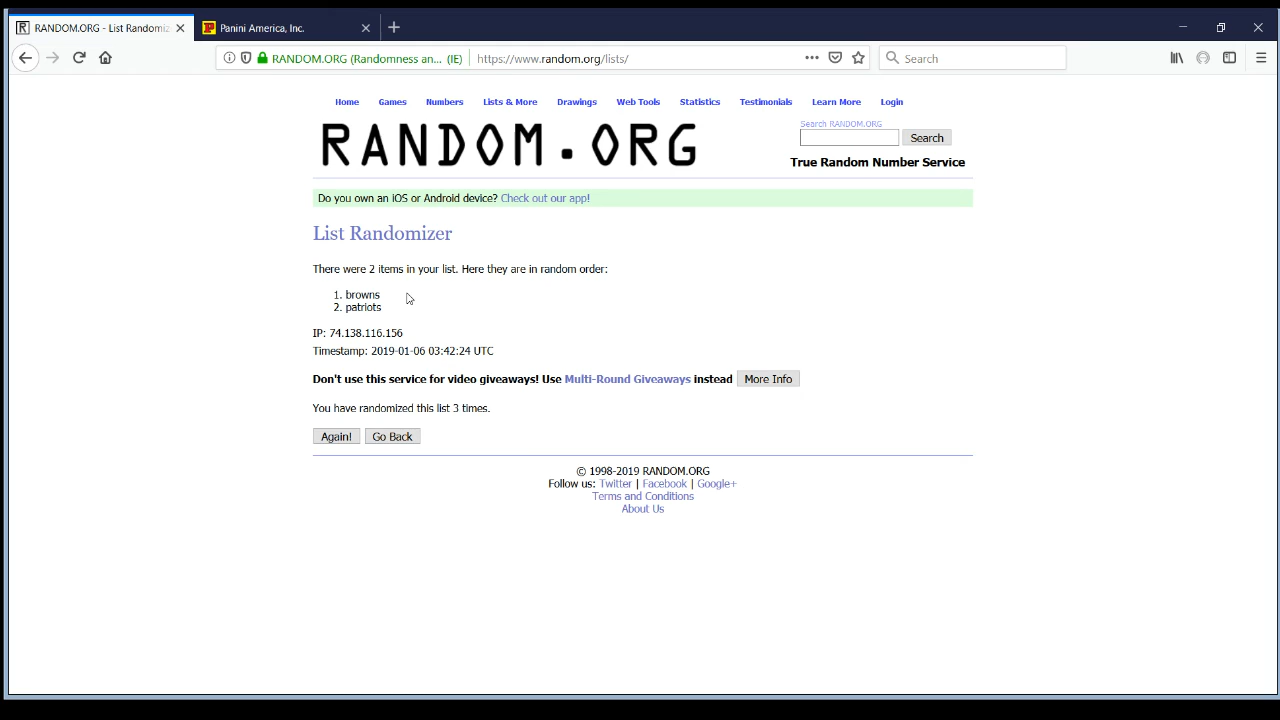 RANDOM.ORG - List Randomiz
Panini America, Inc.
RANDOM.ORG (Randomness an... (IE)
https://www.random.org/lists/
Search
Home Games Numbers Lists & More Drawings Web Tools Statistics Testimonials Learn More Login
RANDOM.ORG
Search RANDOM.ORG
Search
True Random Number Service
Do you own an iOS or Android device? Check out our app!
List Randomizer
There were 2 items in your list. Here they are in random order:
1. browns
2. patriots
IP: 74.138.116.156
Timestamp: 2019-01-06 03:42:24 UTC
Don't use this service for video giveaways! Use Multi-Round Giveaways instead More Info
You have randomized this list 3 times.
Again! Go Back
© 1998-2019 RANDOM.ORG
Follow us: Twitter | Facebook | Google+
Terms and Conditions
About Us